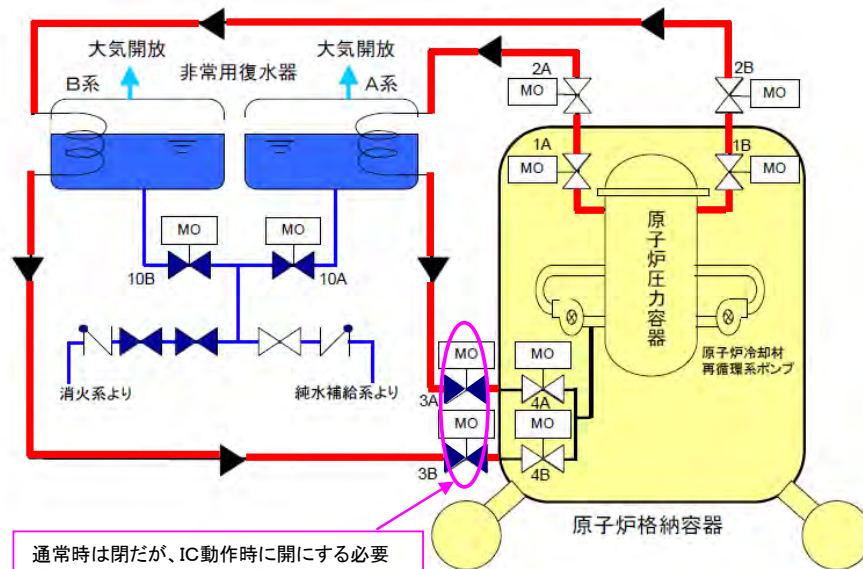 大気開放
大気開放
非常用復水器
B系
A系
2A
MO
2B
MO
1A
MO
1B
MO
原子炉圧力容器
MO
MO
10B
10A
原子炉冷却材
再循環系ポンプ
消火系より
純水補給系より
MO
MO
3A
4A
MO
MO
3B
4B
原子炉格納容器
通常時は閉だが、IC動作時に開にする必要